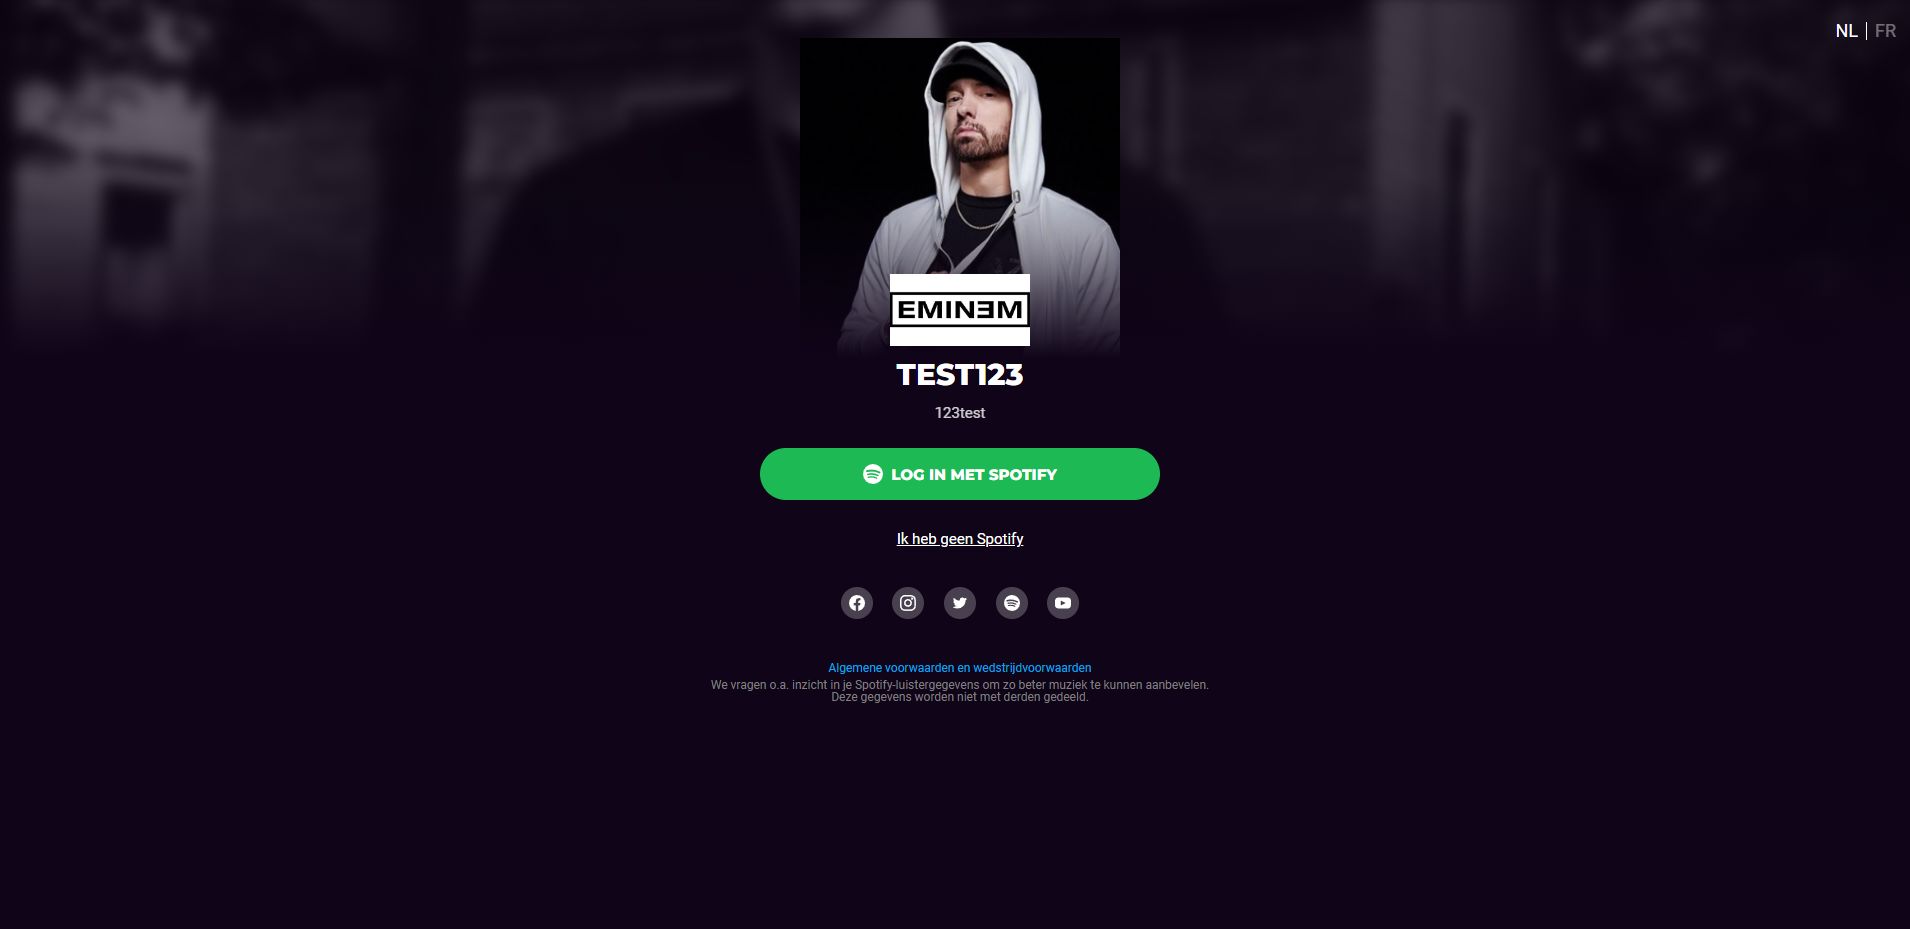 NL | FR
EMINEM
TEST123
123test
LOG IN MET SPOTIFY
Ik heb geen Spotify
Algemene voorwaarden en wedstrijdvoorwaarden
We vragen o.a. inzicht in je Spotify-luistergegevens om zo beter muziek te kunnen aanbevelen.
Deze gegevens worden niet met derden gedeeld.